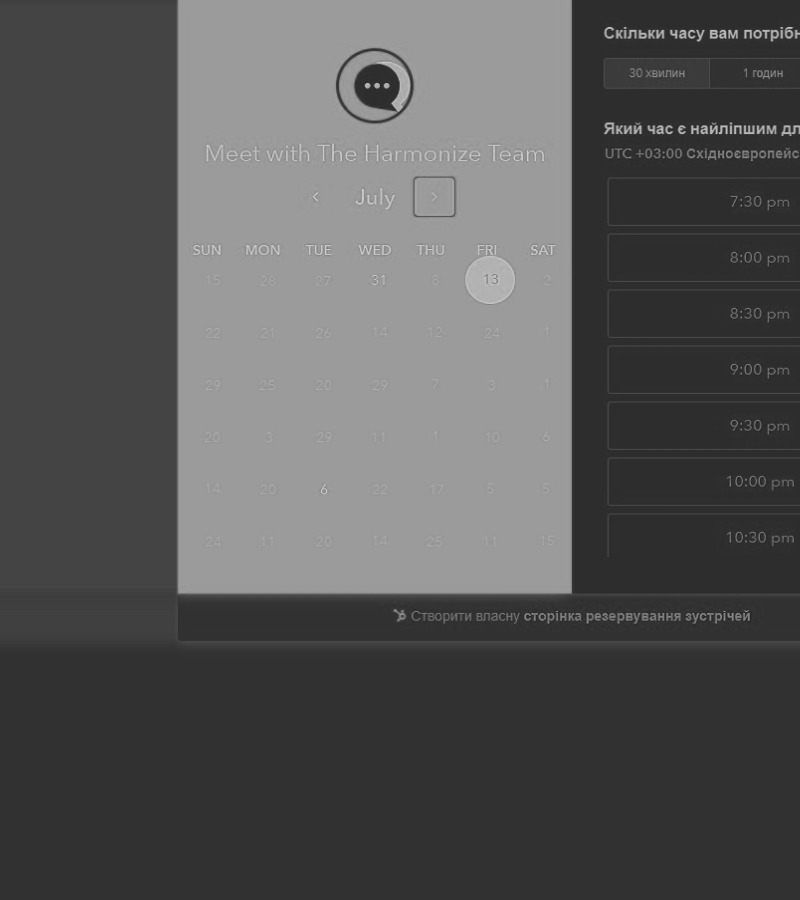 Meet with The Harmonize Team
July
SUN MON TUE WED THU FRI SAT
15 28 27 31 8 13 2
22 21 26 14 12 24 1
29 25 20 29 7 3 1
20 3 29 11 1 10 6
14 20 6 22 17 5 5
24 11 20 14 25 11 15
Скільки часу вам потріб
30 хвилин 1 годин
Який час є найліпшим дл
UTC +03:00 Східноєвропейс
7:30 pm
8:00 pm
8:30 pm
9:00 pm
9:30 pm
10:00 pm
10:30 pm
Створити власну сторінка резервування зустрічей